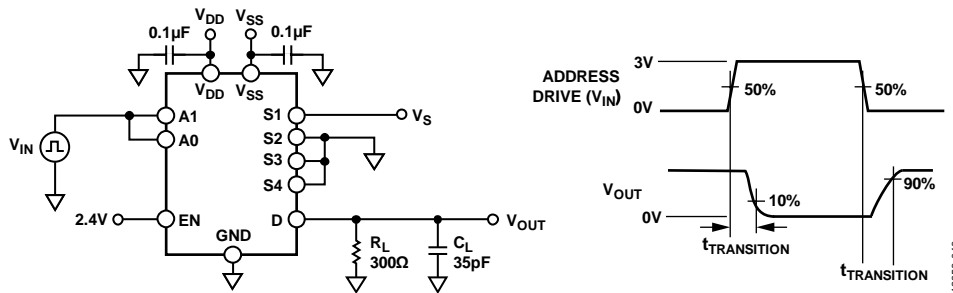 VDD VSS
0.1µF 0.1µF
VDD VSS
A1 S1 VS
A0 S2
VIN S3
S4
2.4V EN D VOUT
GND RL
300Ω
CL
35pF
3V
ADDRESS
DRIVE (VIN) 50% 50%
0V
VOUT 10% 90%
0V
tTRANSITION
tTRANSITION